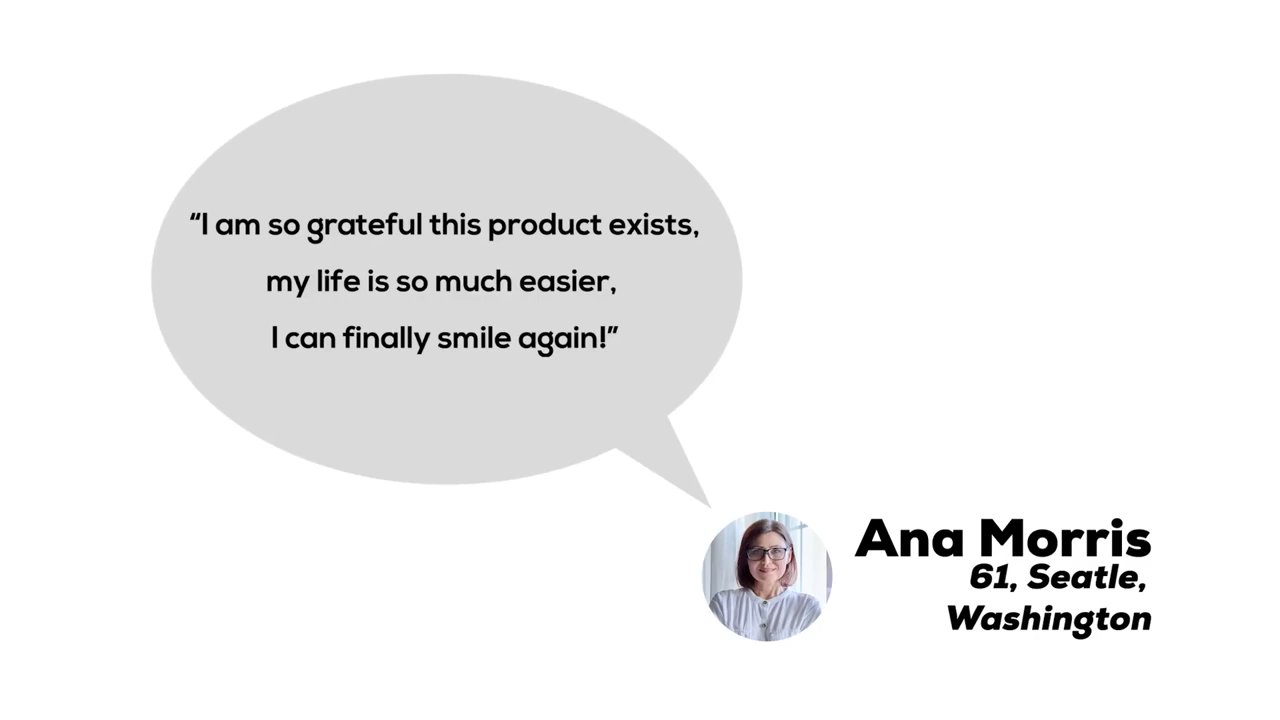 “I am so grateful this product exists,
my life is so much easier,
I can finally smile again!”
Ana Morris
61, Seatle,
Washington